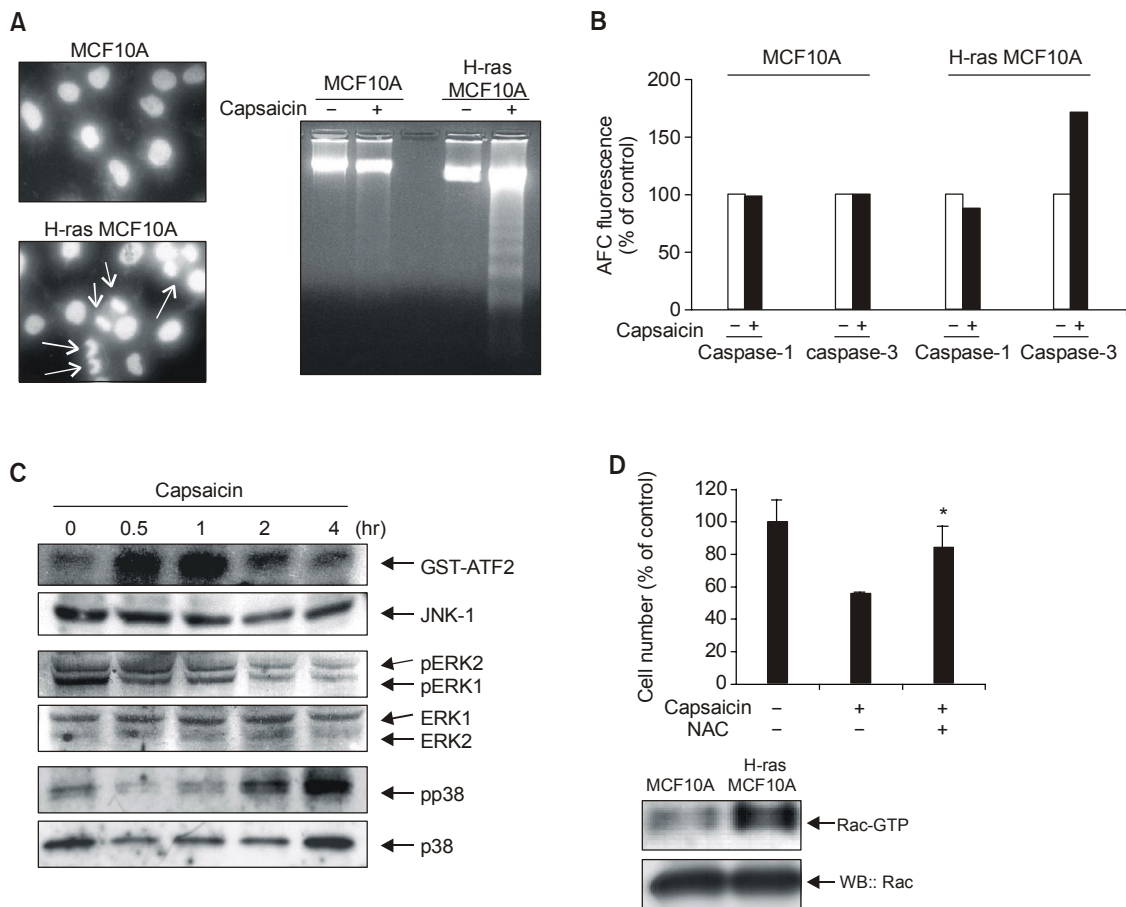 A
MCF10A
H-ras MCF10A
MCF10A
H-ras
MCF10A
Capsaicin – + – +
B
MCF10A H-ras MCF10A
AFC fluorescence
(% of control)
200
150
100
50
0
Capsaicin – + – + – + – +
Caspase-1 caspase-3 Caspase-1 Caspase-3
C
Capsaicin
0 0.5 1 2 4 (hr)
GST-ATF2
JNK-1
pERK2
pERK1
ERK1
ERK2
pp38
p38
D
Cell number (% of control)
120
100
80
60
40
20
0
*
Capsaicin – + +
NAC – – +
MCF10A
H-ras
MCF10A
Rac-GTP
WB:: Rac